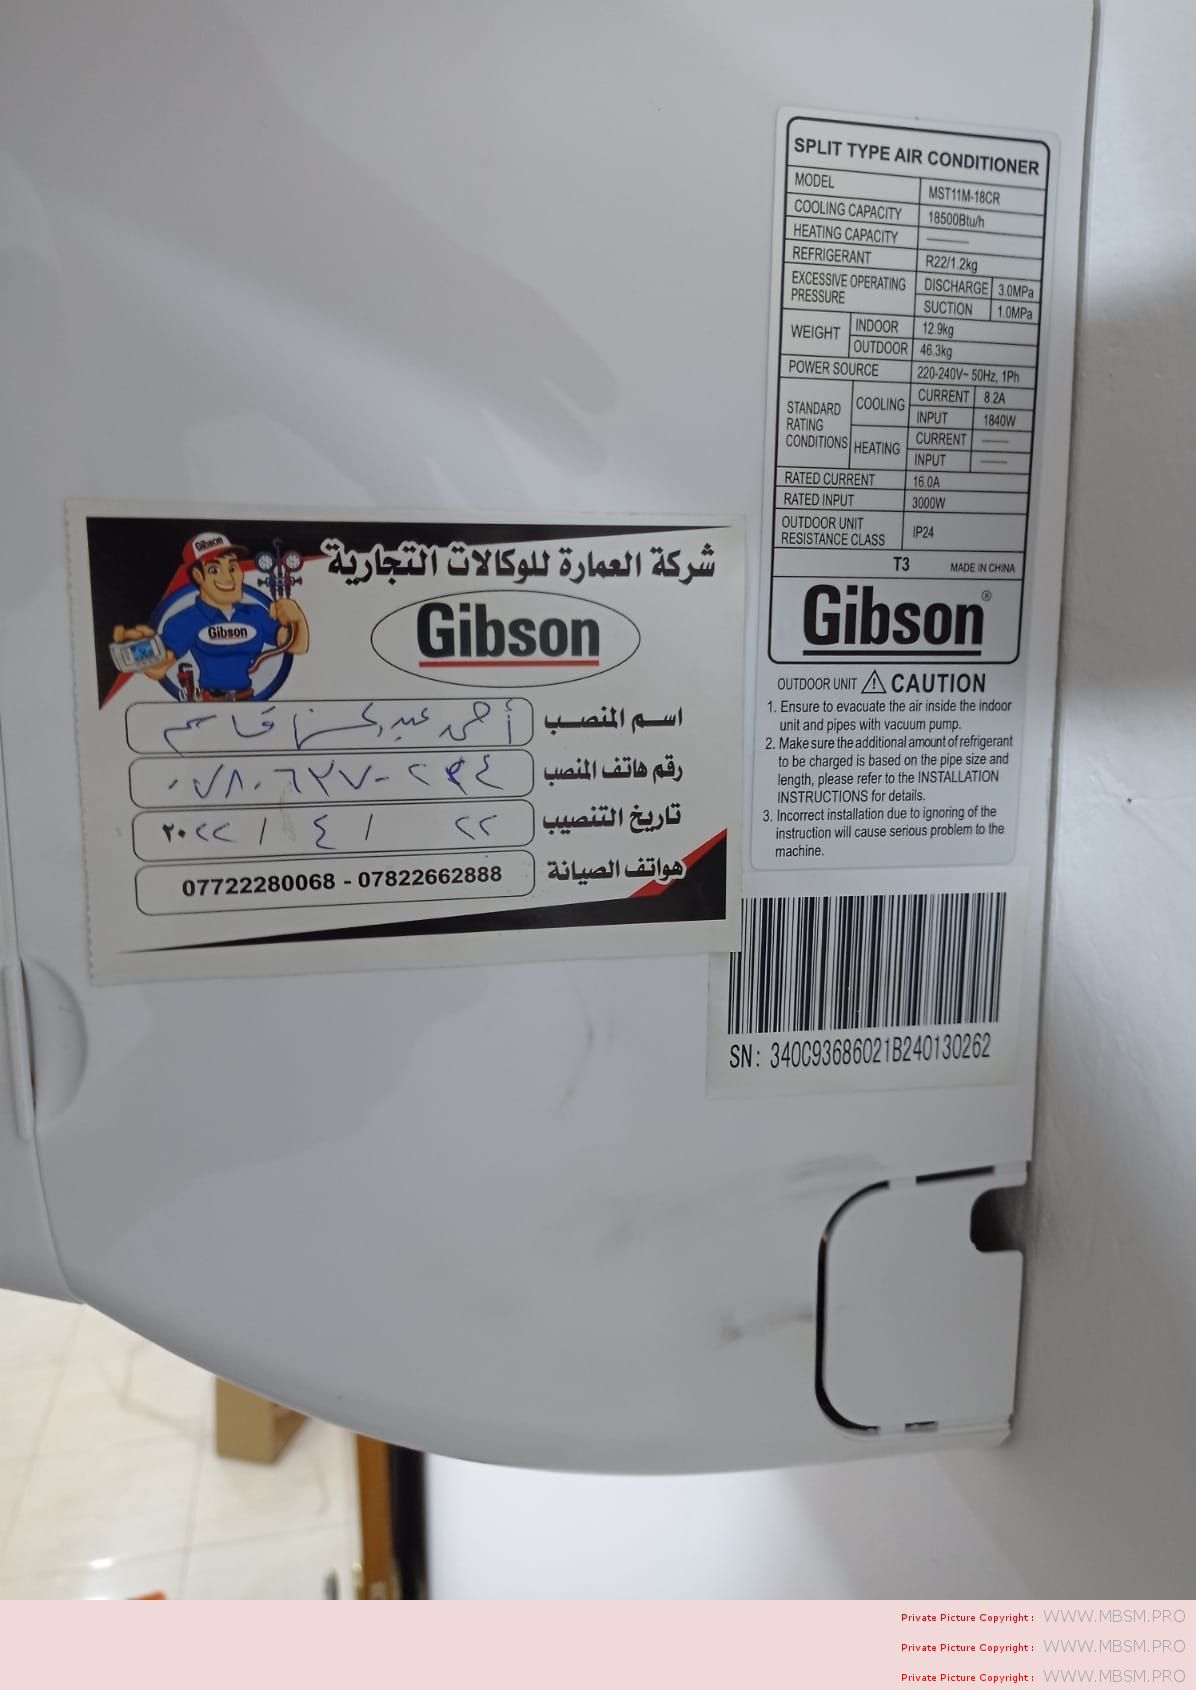 SPLIT TYPE AIR CONDITIONER
MODEL MST11M-18CR
COOLING CAPACITY 18500Btu/h
HEATING CAPACITY ———
REFRIGERANT R22/1.2kg
EXCESSIVE OPERATING PRESSURE DISCHARGE 3.0MPa
SUCTION 1.0MPa
WEIGHT INDOOR 12.9kg
OUTDOOR 46.3kg
POWER SOURCE 220-240V~ 50Hz, 1Ph
STANDARD RATING CONDITIONS COOLING CURRENT 8.2A
INPUT 1840W
HEATING CURRENT ——
INPUT ——
RATED CURRENT 16.0A
RATED INPUT 3000W
OUTDOOR UNIT RESISTANCE CLASS IP24
T3 MADE IN CHINA
Gibson®
OUTDOOR UNIT CAUTION
1. Ensure to evacuate the air inside the indoor
unit and pipes with vacuum pump.
2. Make sure the additional amount of refrigerant
to be charged is based on the pipe size and
length, please refer to the INSTALLATION
INSTRUCTIONS for details.
3. Incorrect installation due to ignoring of the
instruction will cause serious problem to the
machine.
SN: 340C93686021B240130262
شركة العمارة للوكالات التجارية
Gibson
Gibson
Gibson
اسم المنصب أحمد قاسم
رقم هاتف المنصب
تاريخ التنصيب ٢٢ / ٤ / ٢٠٢٢
هواتف الصيانة 07722280068 - 07822662888
Private Picture Copyright : WWW.MBSM.PRO
Private Picture Copyright : WWW.MBSM.PRO
Private Picture Copyright : WWW.MBSM.PRO